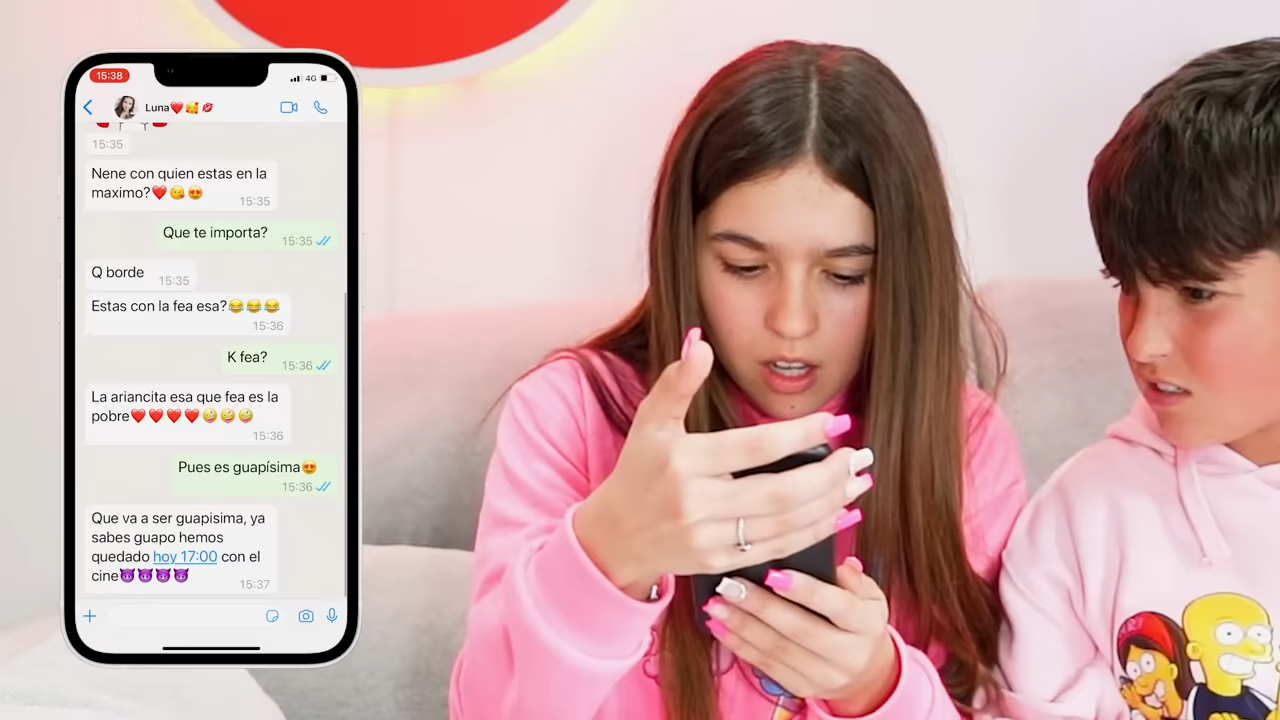 15:38
4G
Luna❤️🥰💋
15:35
Nene con quien estas en la
maximo?❤️😘😍
15:35
Que te importa?
15:35
Q borde
15:35
Estas con la fea esa?😂😂😂
15:36
K fea?
15:36
La ariancita esa que fea es la
pobre❤️❤️❤️❤️🤪🤪🤪
15:36
Pues es guapísima😍
15:36
Que va a ser guapisima, ya
sabes guapo hemos
quedado hoy 17:00 con el
cine😈😈😈😈
15:37